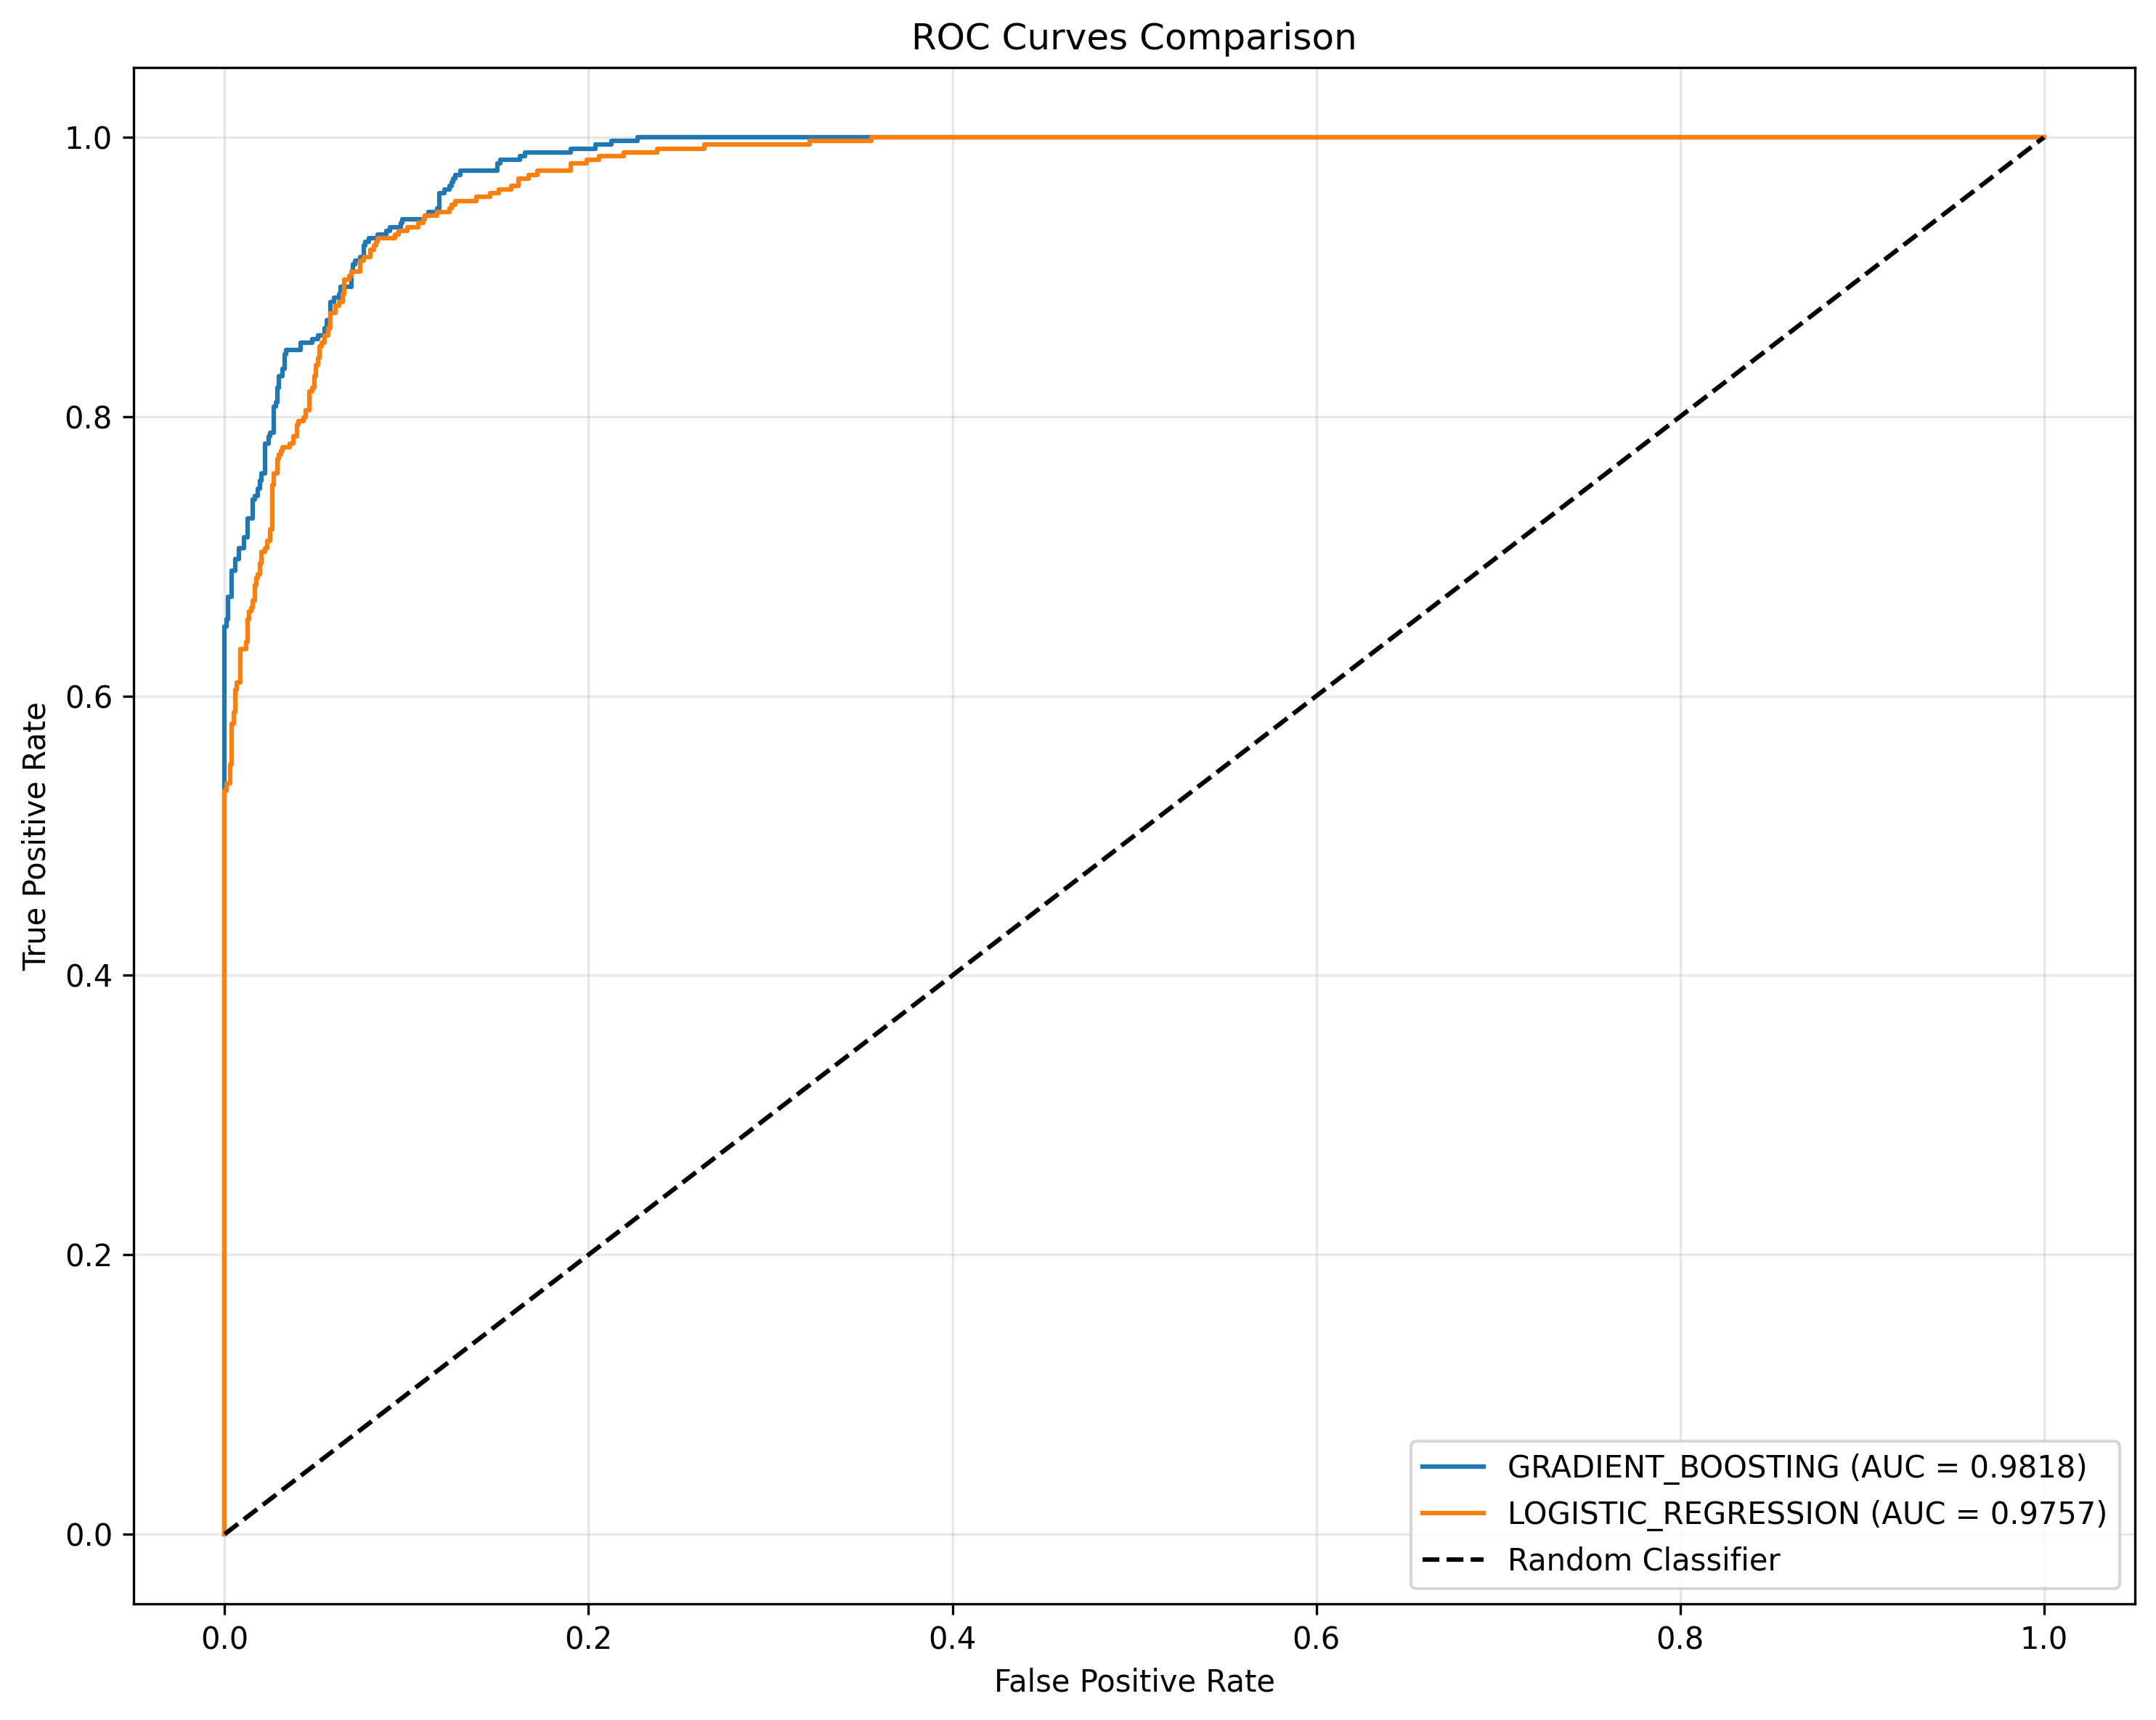 ROC Curves Comparison
1.0
0.8
0.6
0.4
0.2
0.0
True Positive Rate
0.0 0.2 0.4 0.6 0.8 1.0
False Positive Rate
GRADIENT_BOOSTING (AUC = 0.9818)
LOGISTIC_REGRESSION (AUC = 0.9757)
Random Classifier